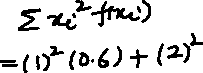 Σ xi² f(xi)
= (1)² (0.6) + (2)²